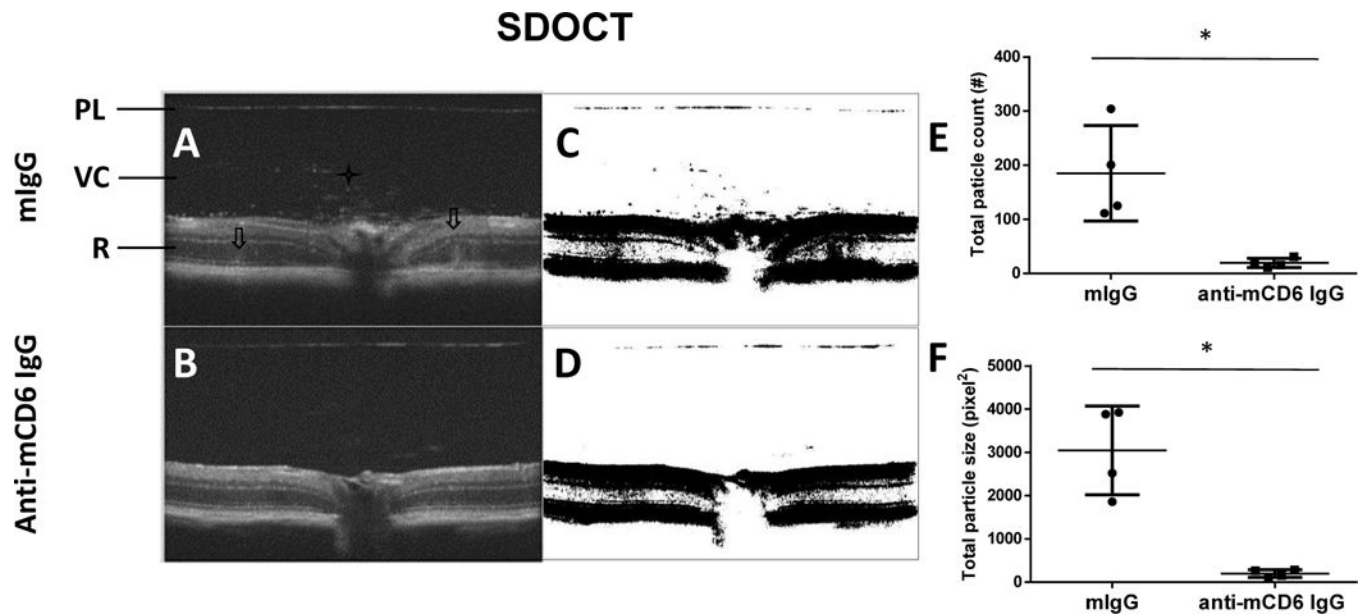 SDOCT
mIgG
PL
VC
R
A
C
Anti-mCD6 IgG
B
D
E
Total paticle count (#)
*
400
300
200
100
0
mIgG
anti-mCD6 IgG
F
Total particle size (pixel²)
*
5000
4000
3000
2000
1000
0
mIgG
anti-mCD6 IgG